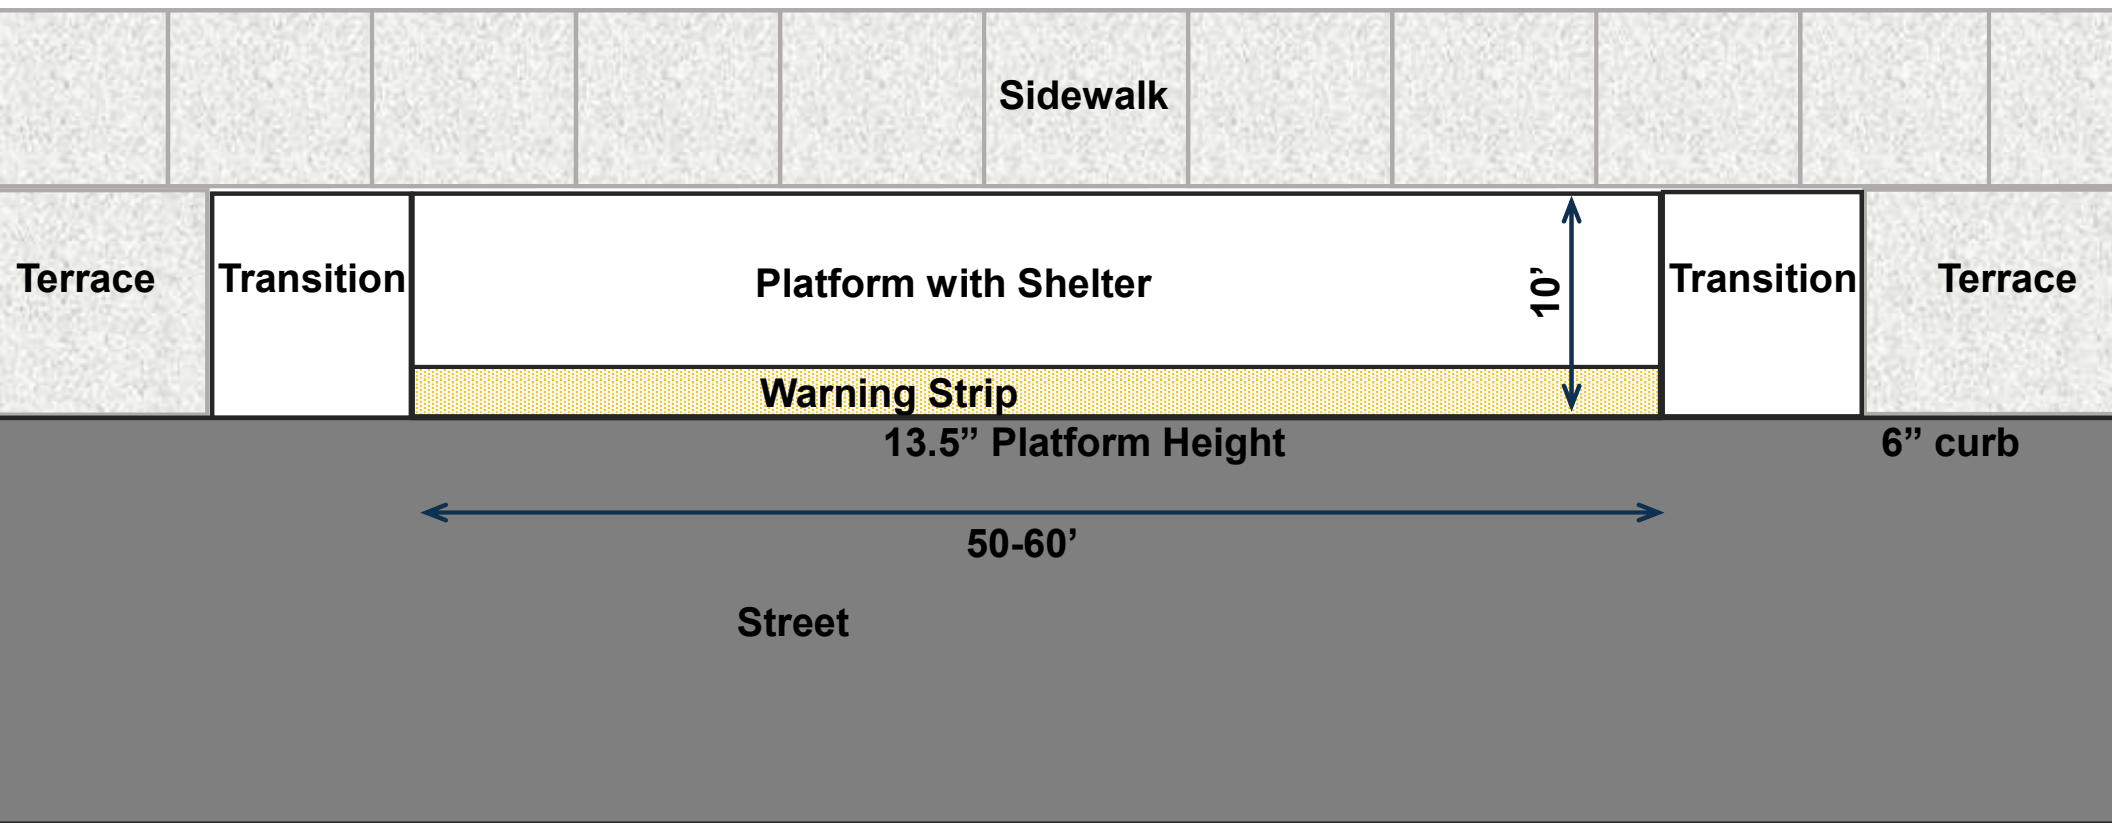 Sidewalk
Terrace
Transition
Platform with Shelter
10’
Transition
Terrace
Warning Strip
13.5” Platform Height
6” curb
50-60’
Street